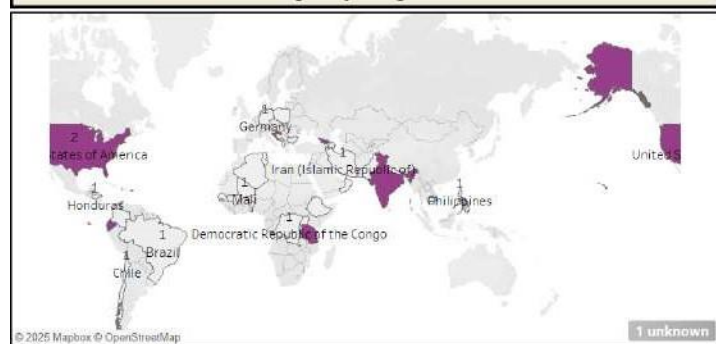 2
tates of America
1
Germany
1
Iran (Islamic Republic of)
United S
1
Honduras
1
Mali
1
Philippines
1
Democratic Republic of the Congo
1
Brazil
1
Chile
© 2025 Mapbox © OpenStreetMap
1 unknown